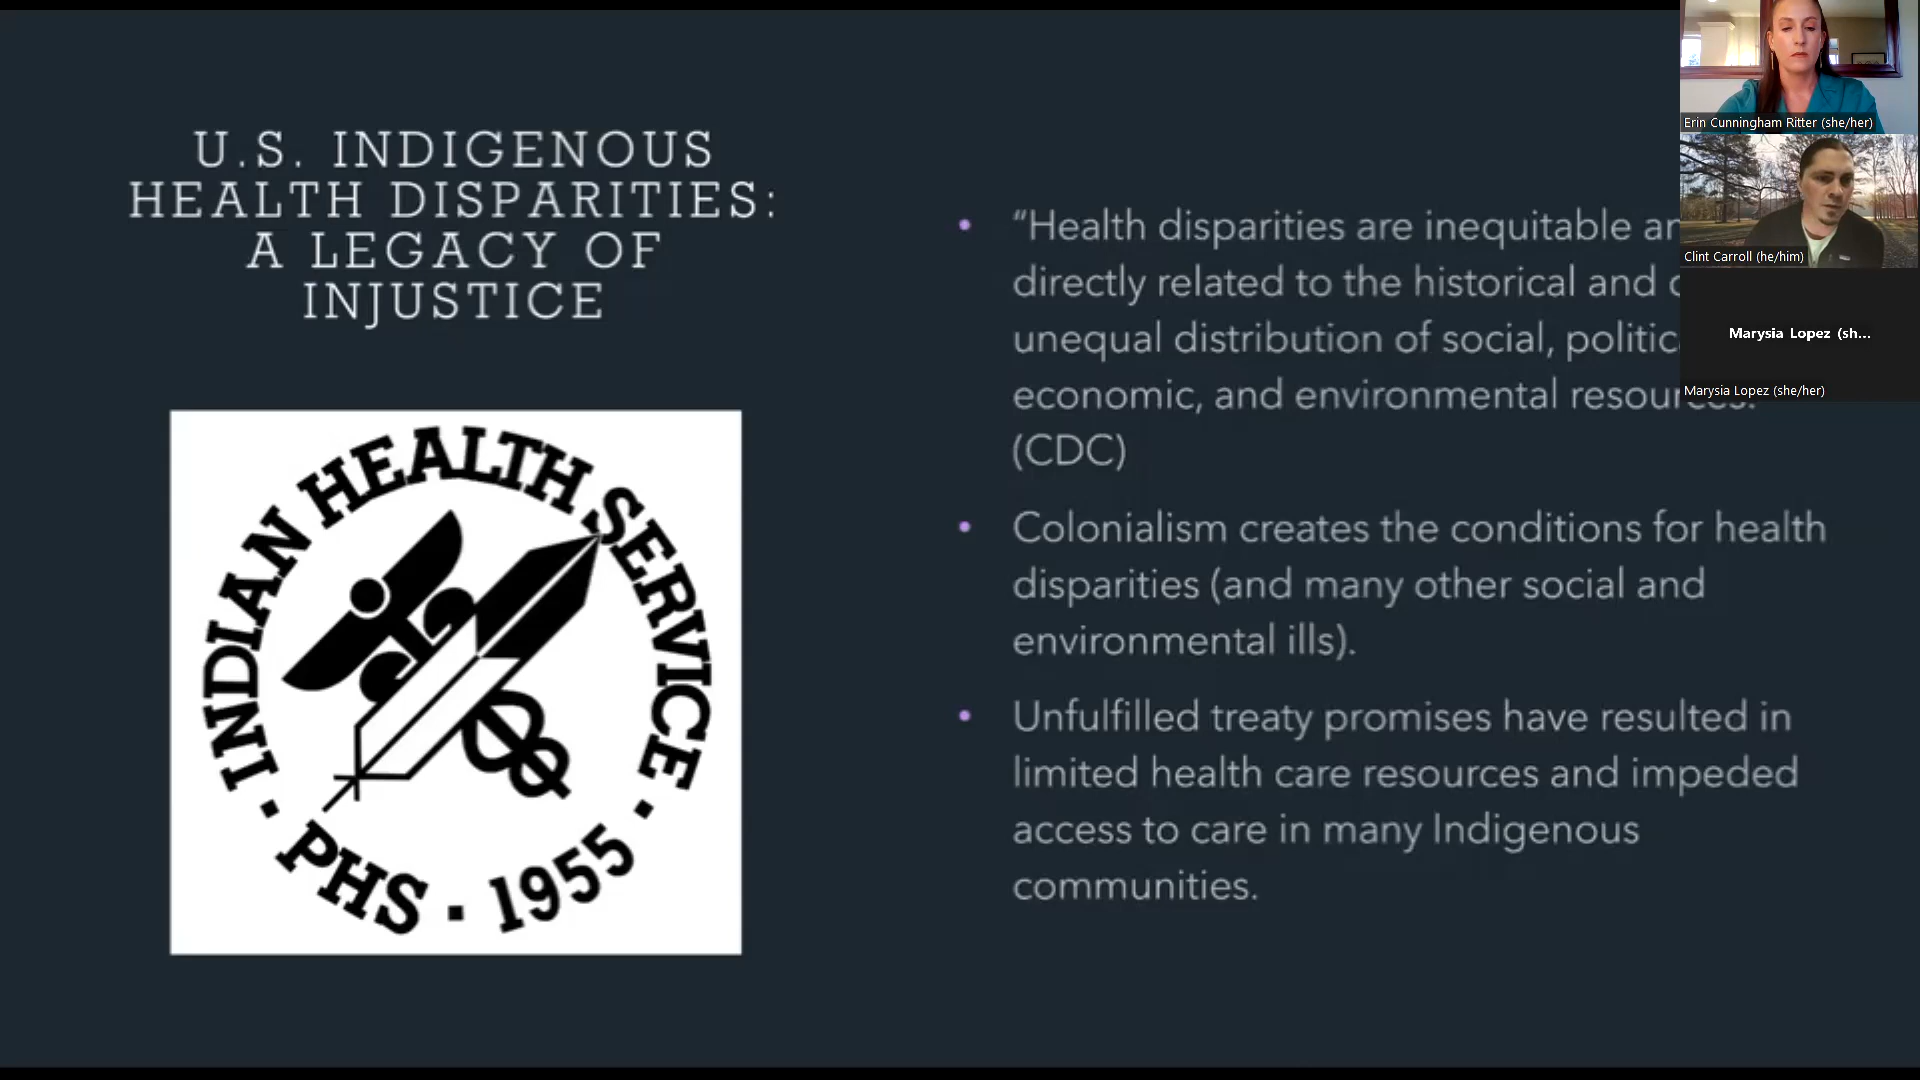 U.S. INDIGENOUS
HEALTH DISPARITIES:
A LEGACY OF
INJUSTICE
INDIAN HEALTH SERVICE
· PHS · 1955 ·
• “Health disparities are inequitable
directly related to the historical and
unequal distribution of social,
economic, and environmental
(CDC)
• Colonialism creates the conditions for health
disparities (and many other social and
environmental ills).
• Unfulfilled treaty promises have resulted in
limited health care resources and impeded
access to care in many Indigenous
communities.
Erin Cunningham Ritter (she/her)
Clint Carroll (he/him)
Marysia Lopez (sh...
Marysia Lopez (she/her)